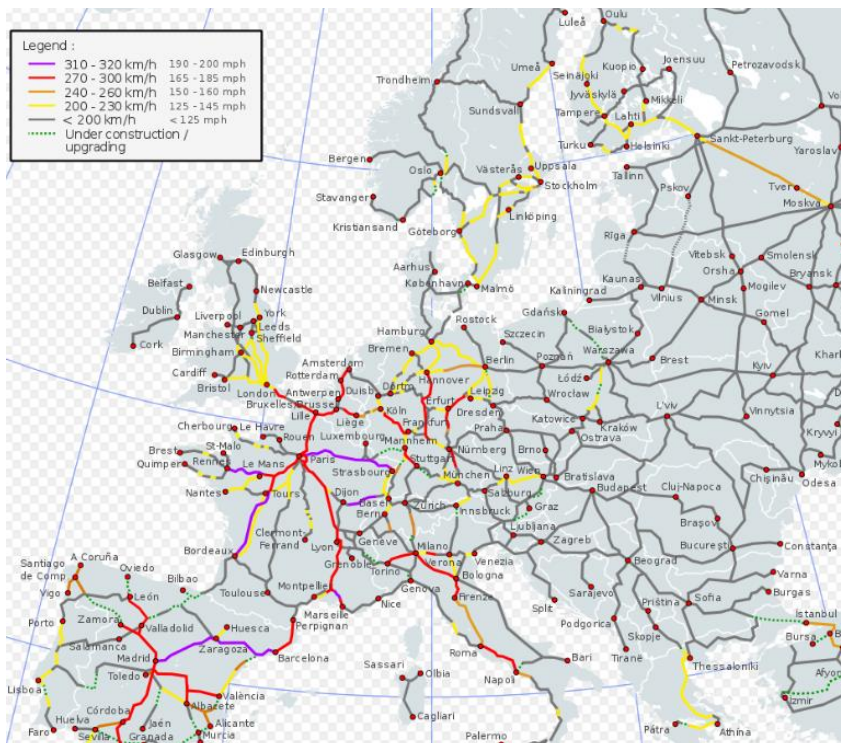 Legend :
310 - 320 km/h 190 - 200 mph
270 - 300 km/h 165 - 185 mph
240 - 260 km/h 150 - 160 mph
200 - 230 km/h 125 - 145 mph
< 200 km/h < 125 mph
Under construction /
upgrading
Luleå
Oulu
Umeå
Seinäjoki
Kuopio
Joensuu
Petrozavodsk
Trondheim
Jyväskylä
Mikkeli
Sundsvall
Tampere
Lahti
Turku
Helsinki
Sankt-Peterburg
Yaroslav
Bergen
Oslo
Västerås
Uppsala
Stockholm
Tallinn
Pskov
Tver
Moskva
Stavanger
Kristiansand
Linköping
Göteborg
Rīga
Vitebsk
Smolensk
Orsha
Glasgow
Edinburgh
Aarhus
København
Malmö
Kaliningrad
Kaunas
Vilnius
Minsk
Mogilev
Bryansk
Belfast
Newcastle
Dublin
Liverpool
York
Leeds
Manchester
Sheffield
Rostock
Gdańsk
Białystok
Gomel
Cork
Birmingham
Hamburg
Bremen
Szczecin
Warszawa
Brest
Cardiff
Bristol
London
Amsterdam
Rotterdam
Antwerpen
Bruxelles/
Brussel
Duisb
Dortm
Hannover
Berlin
Poznań
Łódź
Kyiv
Khark
Lille
Liège
Köln
Erfurt
Leipzig
Dresden
Wrocław
Cherbourg
Le Havre
Rouen
Luxembourg
Frankfurt
Mannheim
Praha
Katowice
Kraków
Ostrava
L'viv
Vinnytsia
Kryvyi
Brest
St-Malo
Quimper
Rennes
Le Mans
Paris
Strasbourg
Stuttgart
Nürnberg
Brno
Mykol
Nantes
Tours
Dijon
Basel
Bern
Zürich
München
Linz
Wien
Salzburg
Bratislava
Budapest
Cluj-Napoca
Chişinău
Odesa
Clermont-
Ferrand
Lyon
Genève
Innsbruck
Graz
Ljubljana
Zagreb
Braşov
Bordeaux
Grenoble
Torino
Milano
Verona
Venezia
Bologna
Beograd
Bucureşti
Constanţa
Santiago
de Comp.
A Coruña
Oviedo
Bilbao
Toulouse
Montpellier
Marseille
Nice
Genova
Firenze
Sarajevo
Varna
Burgas
Vigo
León
Perpignan
Split
Priština
Sofia
Porto
Zamora
Valladolid
Huesca
Podgorica
Skopje
Istanbul
Salamanca
Zaragoza
Barcelona
Roma
Bari
Tiranë
Bursa
Madrid
Toledo
Sassari
Olbia
Napoli
Thessaloniki
Afyon
Lisboa
València
Izmir
Córdoba
Albacete
Cagliari
Faro
Huelva
Sevilla
Jaén
Granada
Alicante
Murcia
Palermo
Pátra
Athína